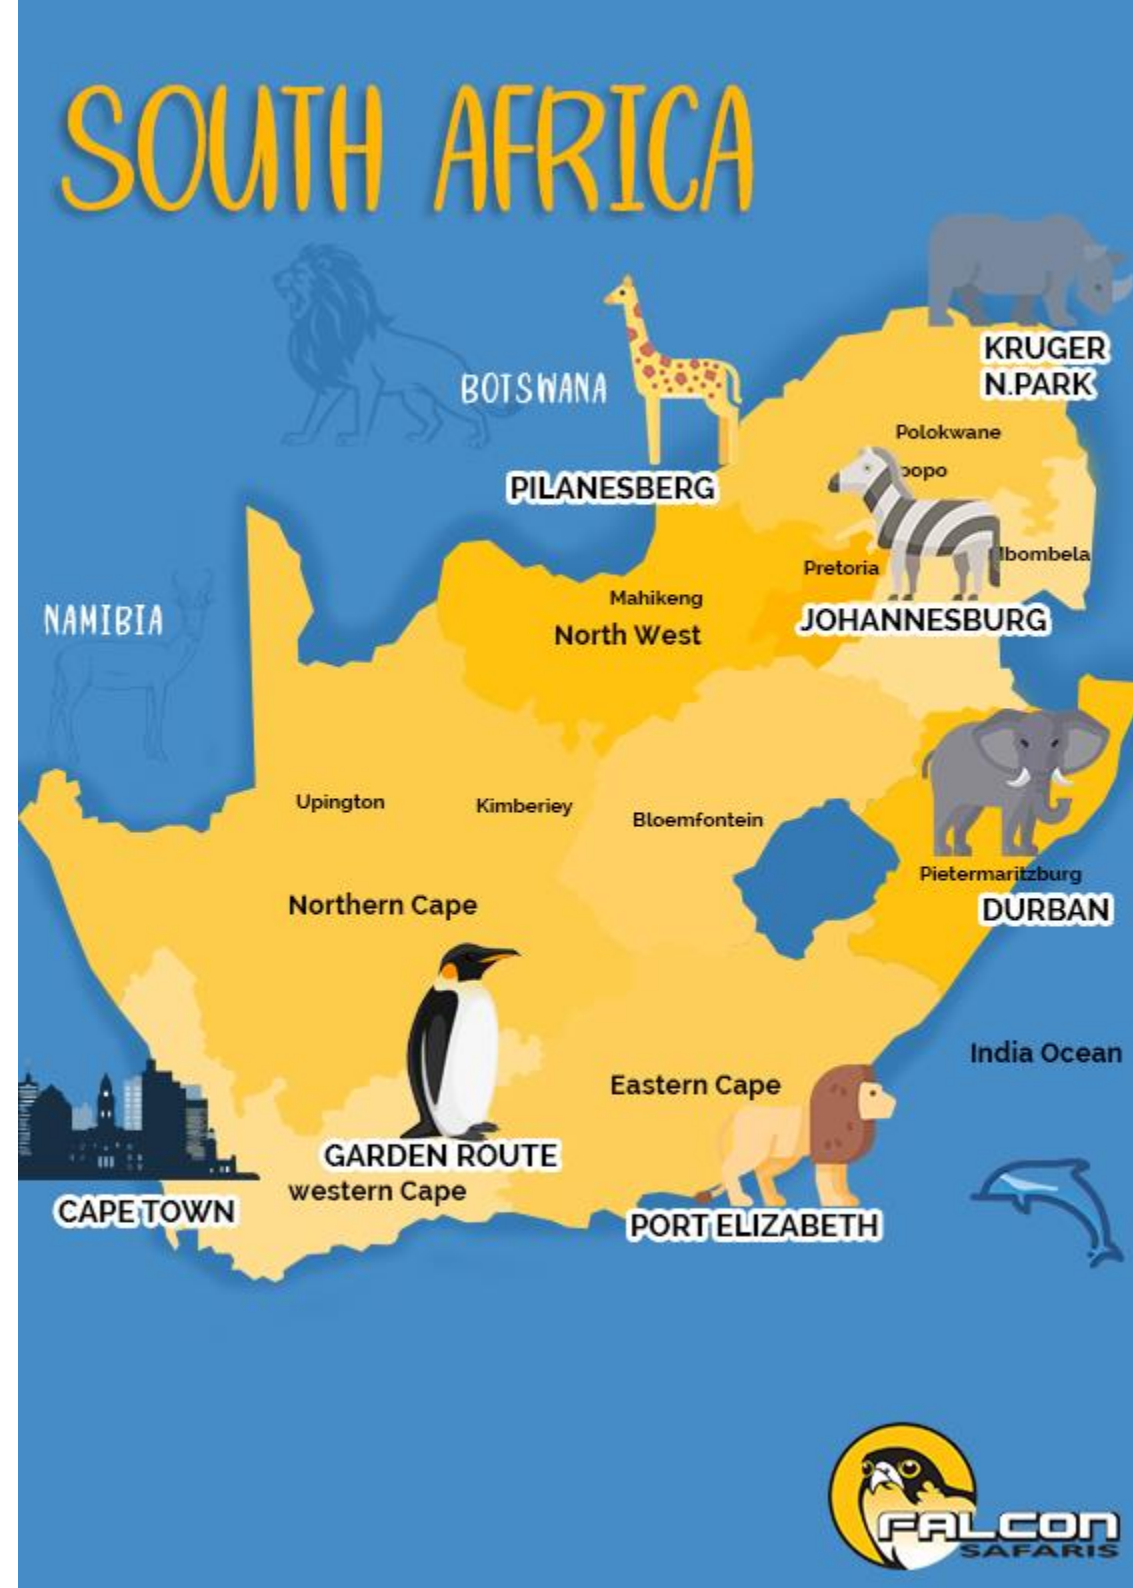 SOUTH AFRICA
BOTSWANA
KRUGER
N.PARK
Polokwane
PILANESBERG
Pretoria
Mahikeng
North West
JOHANNESBURG
NAMIBIA
Upington
Kimberiey
Bloemfontein
Pietermaritzburg
DURBAN
Northern Cape
India Ocean
Eastern Cape
GARDEN ROUTE
western Cape
CAPE TOWN
PORT ELIZABETH
FALCON
SAFARIS